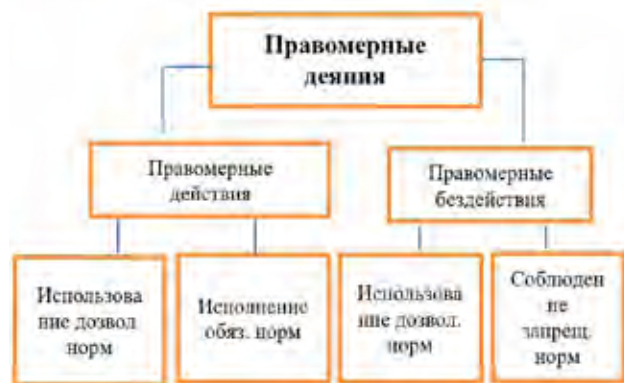 Правомерные
деяния
Правомерные
действия
Правомерные
бездействия
Использова
ние дозвол.
норм
Исполнение
обяз. норм
Использова
ние дозвол.
норм
Соблюден
не
запрещ.
норм